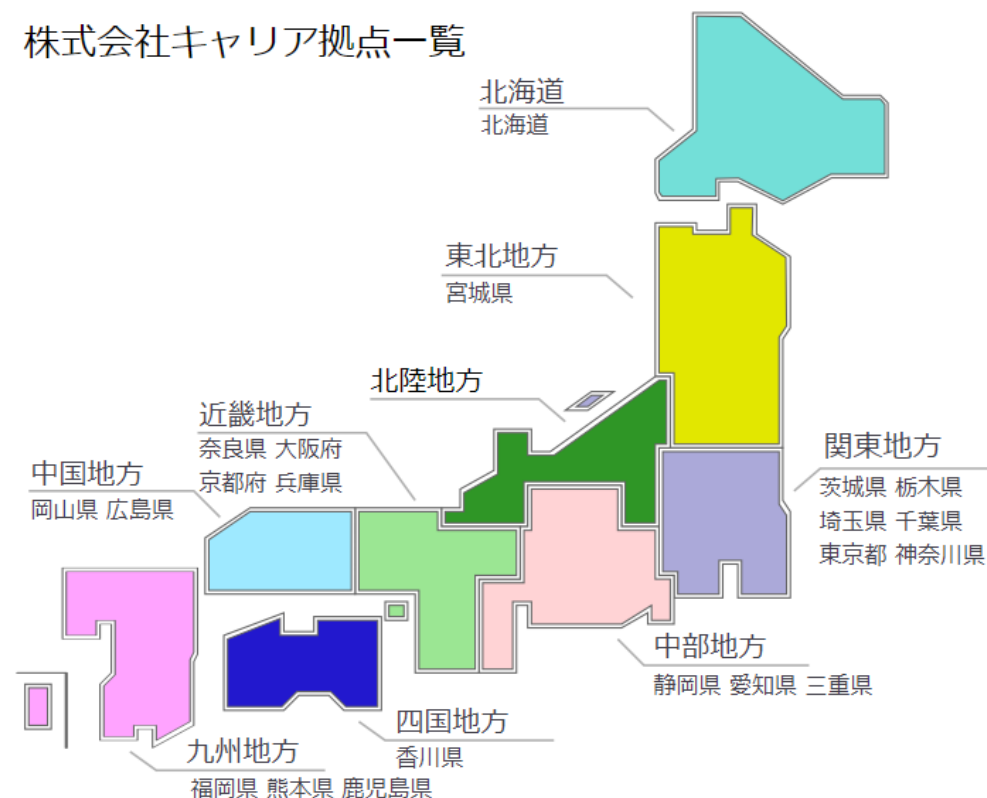 株式会社キャリア拠点一覧
北海道
北海道
東北地方
宮城県
北陸地方
近畿地方
奈良県 大阪府
京都府 兵庫県
中国地方
岡山県 広島県
関東地方
茨城県 栃木県
埼玉県 千葉県
東京都 神奈川県
中部地方
静岡県 愛知県 三重県
四国地方
香川県
九州地方
福岡県 熊本県 鹿児島県